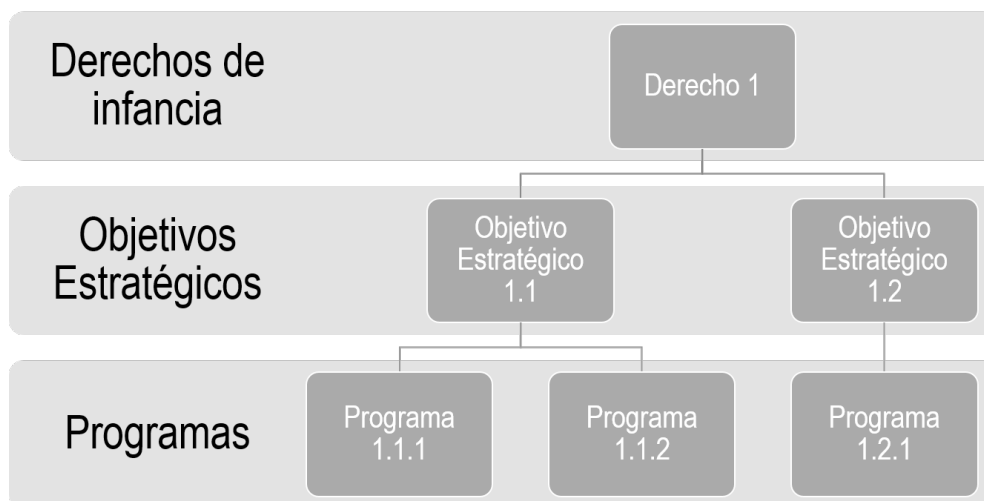 Derechos de
infancia
Derecho 1
Objetivos
Estratégicos
Objetivo
Estratégico
1.1
Objetivo
Estratégico
1.2
Programas
Programa
1.1.1
Programa
1.1.2
Programa
1.2.1